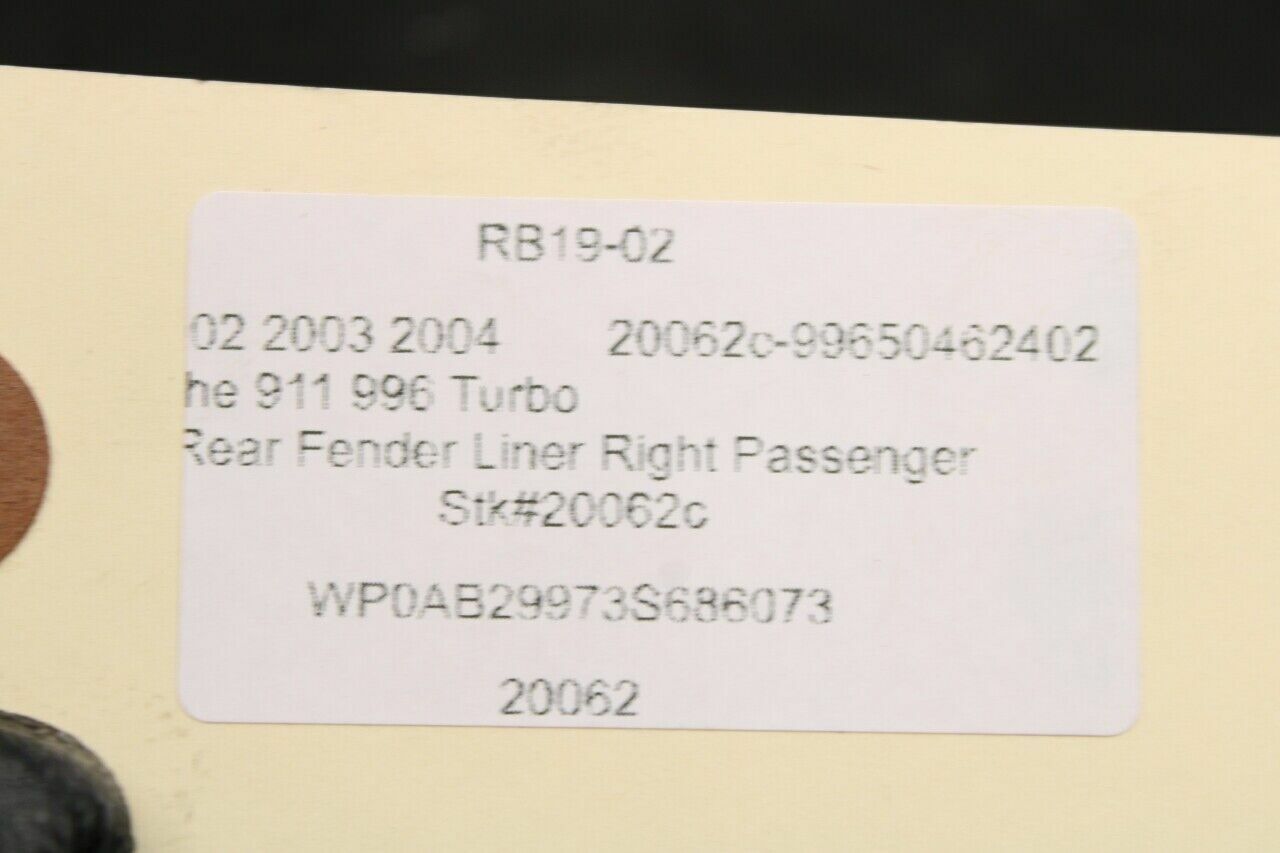 RB19-02
02 2003 2004 20062c-99650462402
he 911 996 Turbo
Rear Fender Liner Right Passenger
Stk#20062c
WP0AB29973S686073
20062